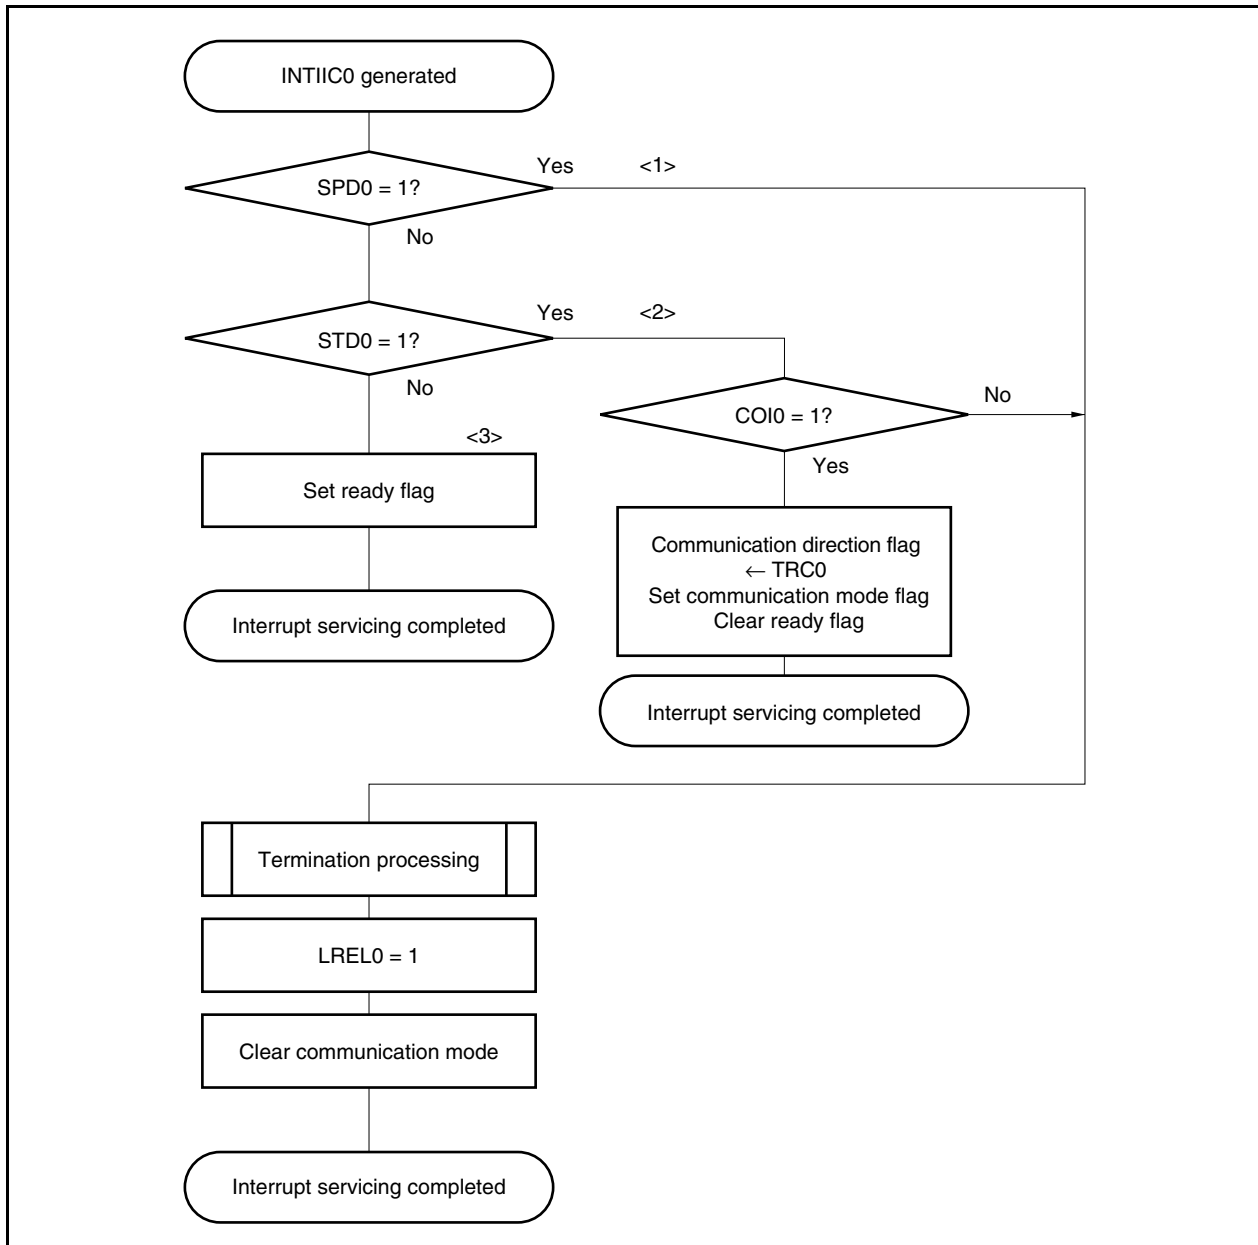 INTIIC0 generated
Yes
<1>
SPD0 = 1?
No
Yes
<2>
STD0 = 1?
No
No
COI0 = 1?
<3>
Yes
Set ready flag
Communication direction flag
← TRC0
Set communication mode flag
Clear ready flag
Interrupt servicing completed
Interrupt servicing completed
Termination processing
LREL0 = 1
Clear communication mode
Interrupt servicing completed